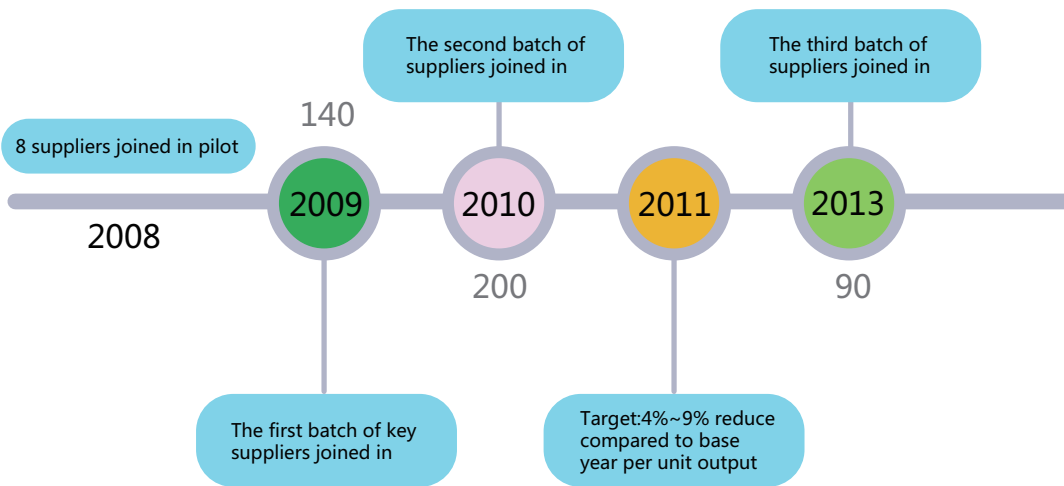 The second batch of
suppliers joined in
The third batch of
suppliers joined in
140
8 suppliers joined in pilot
2008
2009
2010
2011
2013
200
90
The first batch of key
suppliers joined in
Target:4%~9% reduce
compared to base
year per unit output